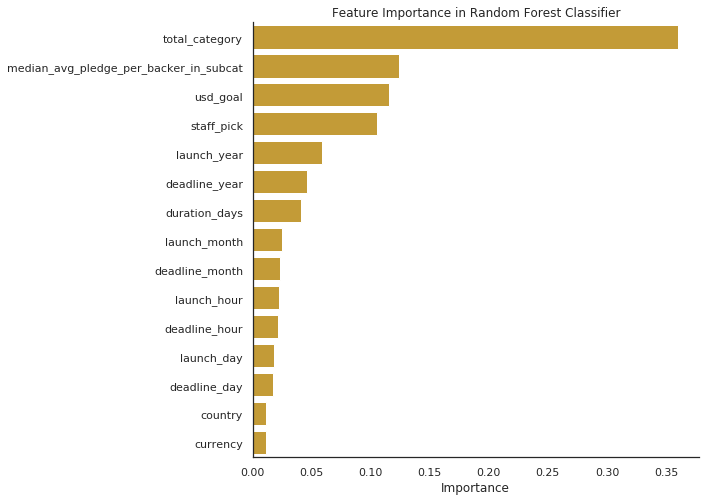 Feature Importance in Random Forest Classifier
total_category
median_avg_pledge_per_backer_in_subcat
usd_goal
staff_pick
launch_year
deadline_year
duration_days
launch_month
deadline_month
launch_hour
deadline_hour
launch_day
deadline_day
country
currency
0.00 0.05 0.10 0.15 0.20 0.25 0.30 0.35
Importance